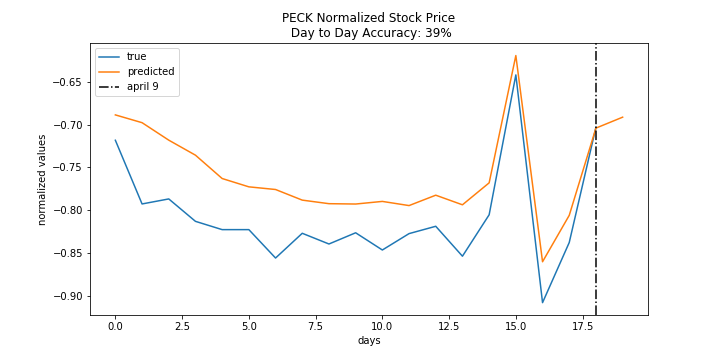 PECK Normalized Stock Price
Day to Day Accuracy: 39%
true
predicted
april 9
normalized values
−0.65
−0.70
−0.75
−0.80
−0.85
−0.90
0.0 2.5 5.0 7.5 10.0 12.5 15.0 17.5
days